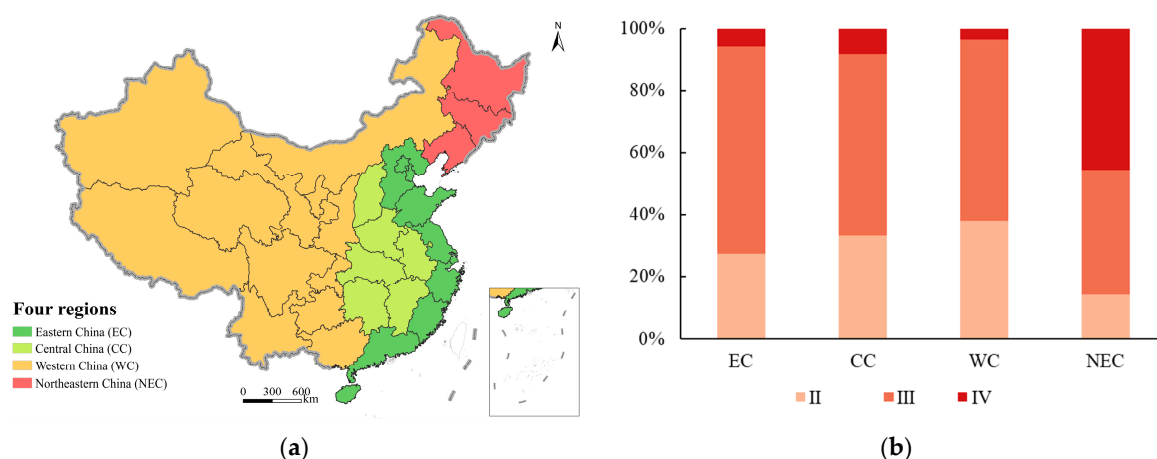 N
Four regions
Eastern China (EC)
Central China (CC)
Western China (WC)
Northeastern China (NEC)
0 300 600
km
(a)
100%
80%
60%
40%
20%
0%
EC CC WC NEC
II III IV
(b)